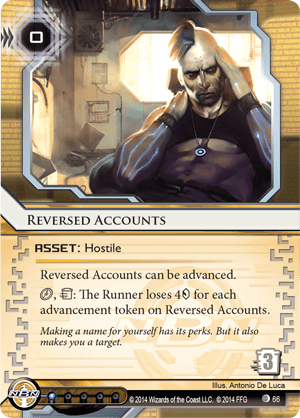 0
REVERSED ACCOUNTS
ASSET: Hostile
Reversed Accounts can be advanced.
, : The Runner loses 4 for each
advancement token on Reversed Accounts.
Making a name for yourself has its perks. But it also
makes you a target.
3
Illus. Antonio De Luca
NBN
© 2014 Wizards of the Coast LLC. © 2014 FFG
66